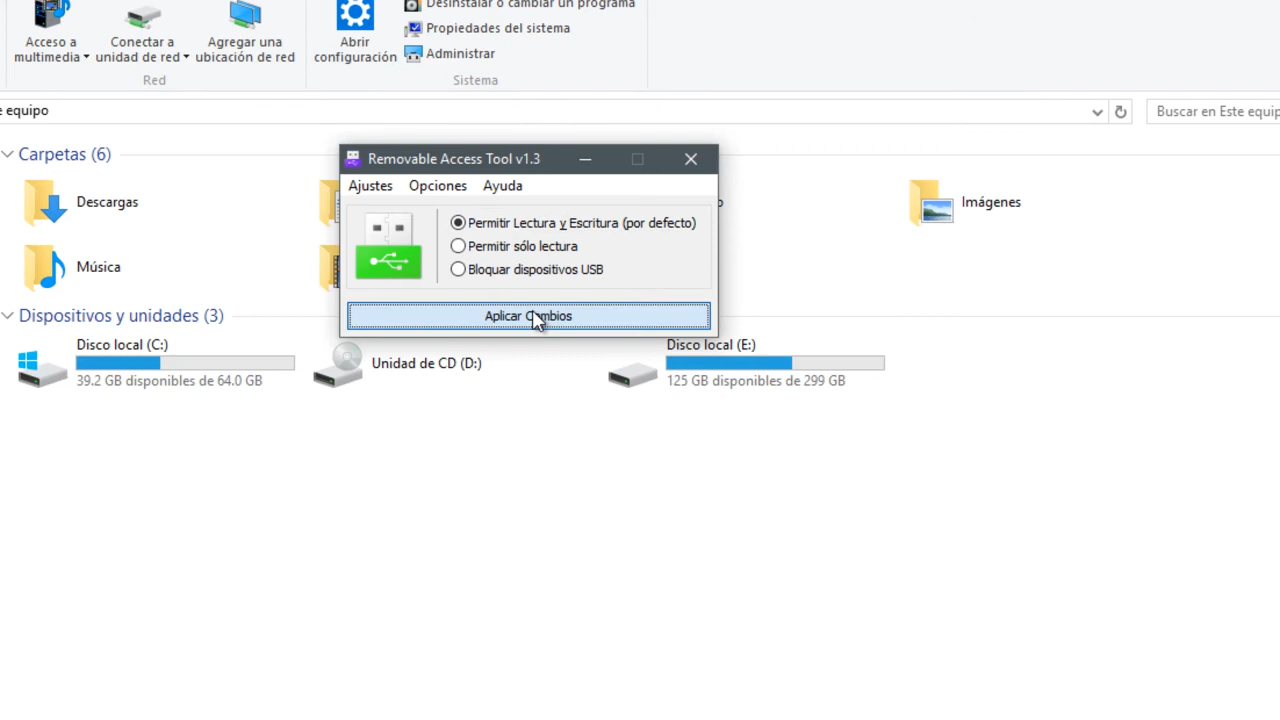 Desinstalar o cambiar un programa
Acceso a multimedia
Conectar a unidad de red
Agregar una ubicación de red
Abrir configuración
Propiedades del sistema
Administrar
Red
Sistema
equipo
Buscar en Este equip
Carpetas (6)
Removable Access Tool v1.3
Ajustes Opciones Ayuda
Descargas
Imágenes
Música
Permitir Lectura y Escritura (por defecto)
Permitir sólo lectura
Bloquar dispositivos USB
Aplicar Cambios
Dispositivos y unidades (3)
Disco local (C:)
39.2 GB disponibles de 64.0 GB
Unidad de CD (D:)
Disco local (E:)
125 GB disponibles de 299 GB